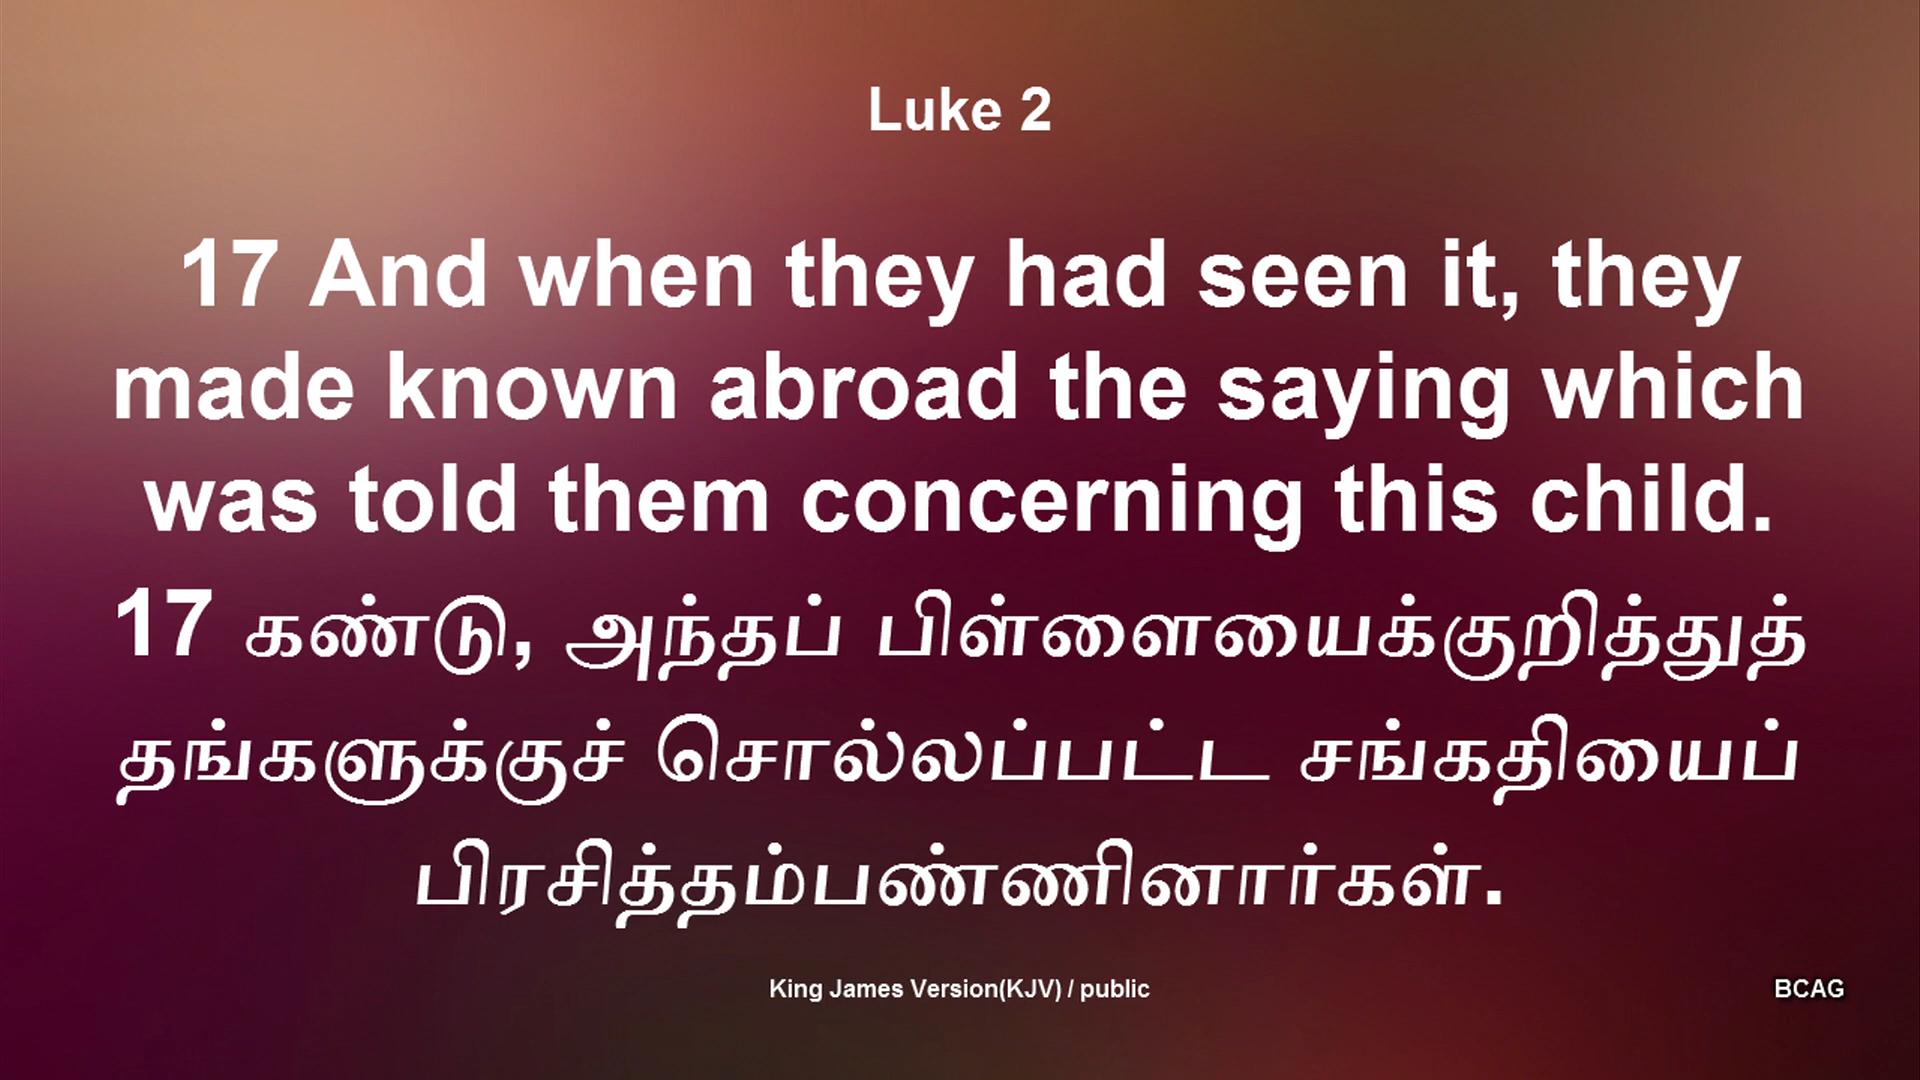 Luke 2
17 And when they had seen it, they
made known abroad the saying which
was told them concerning this child.
17 கண்டு, அந்தப் பிள்ளையைக்குறித்துத்
தங்களுக்குச் சொல்லப்பட்ட சங்கதியைப்
பிரசித்தம்பண்ணினார்கள்.
King James Version(KJV) / public
BCAG